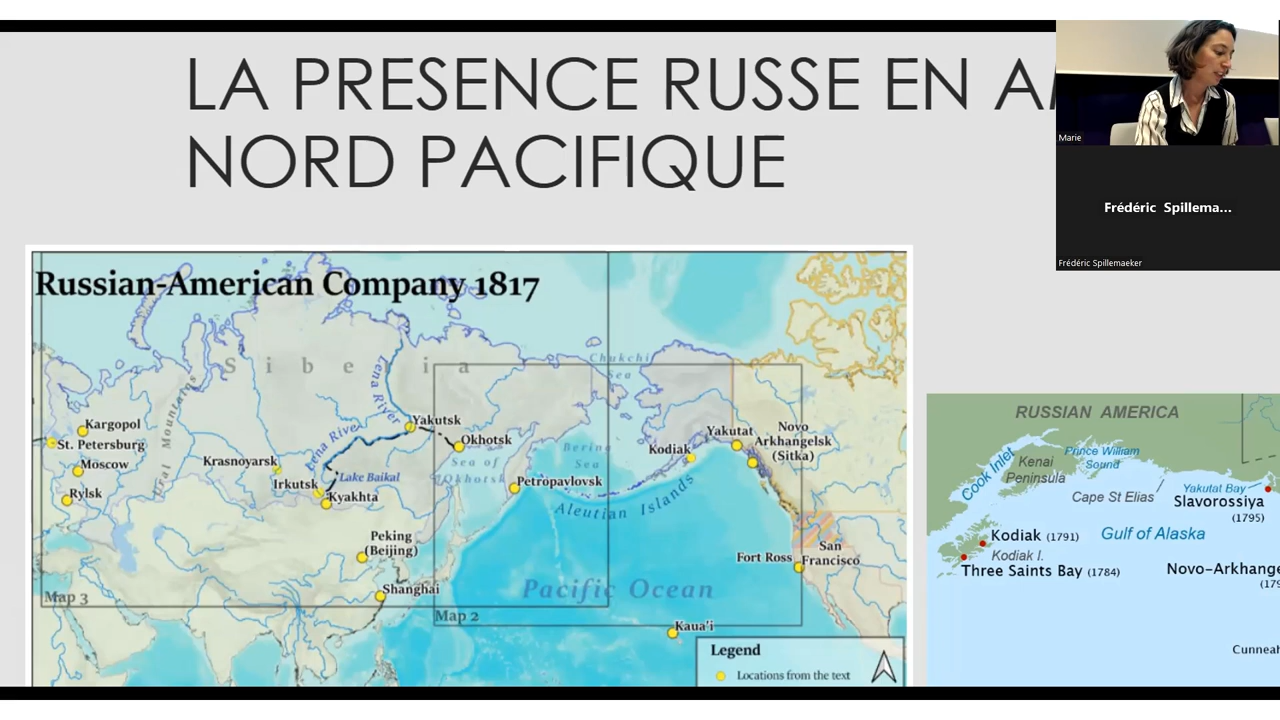 LA PRESENCE RUSSE EN
NORD PACIFIQUE
Marie
Frédéric Spillema...
Frédéric Spillemaeker
Russian-American Company 1817
Siberia
Chukchi
Sea
Lena River
Ural Mountains
Kargopol
St. Petersburg
Moscow
Rylsk
Krasnoyarsk
Lena River
Yakutsk
Okhotsk
Sea of
Okhotsk
Irkutsk
Lake Baikal
Kyakhta
Bering
Sea
Petropavlovsk
Kodiak
Yakutat
Novo
Arkhangelsk
(Sitka)
Aleutian Islands
Peking
(Beijing)
Shanghai
Fort Ross
San
Francisco
Pacific Ocean
Kaua'i
Map 3
Map 2
Legend
Locations from the text
RUSSIAN AMERICA
Cook Inlet
Kenai
Peninsula
Prince William
Sound
Cape St Elias
Yakutat Bay
Slavorossiya
(1795)
Kodiak (1791)
Kodiak I.
Gulf of Alaska
Three Saints Bay (1784)
Novo-Arkhange
(179
Cunneah